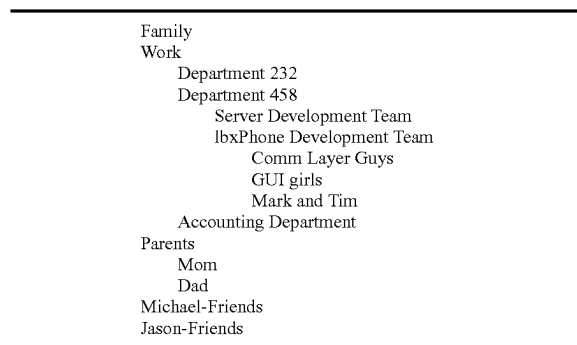 Family
Work
Department 232
Department 458
Server Development Team
lbxPhone Development Team
Comm Layer Guys
GUI girls
Mark and Tim
Accounting Department
Parents
Mom
Dad
Michael-Friends
Jason-Friends